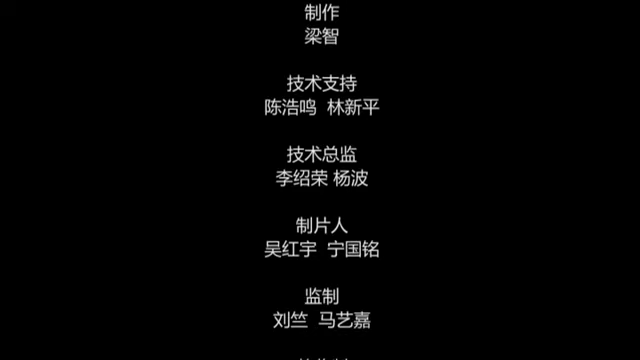 制作
梁智
技术支持
陈浩鸣 林新平
技术总监
李绍荣 杨波
制片人
吴红宇 宁国铭
监制
刘竺 马艺嘉